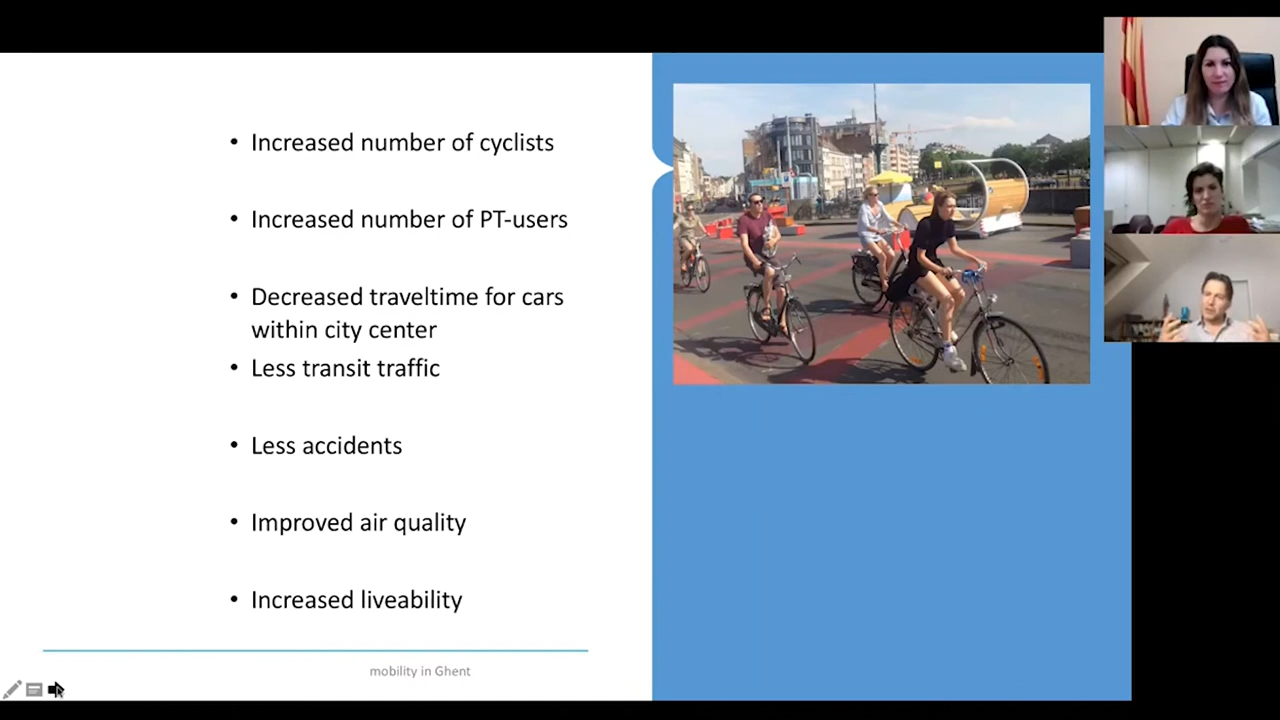 • Increased number of cyclists
• Increased number of PT-users
• Decreased traveltime for cars
within city center
• Less transit traffic
• Less accidents
• Improved air quality
• Increased liveability
mobility in Ghent